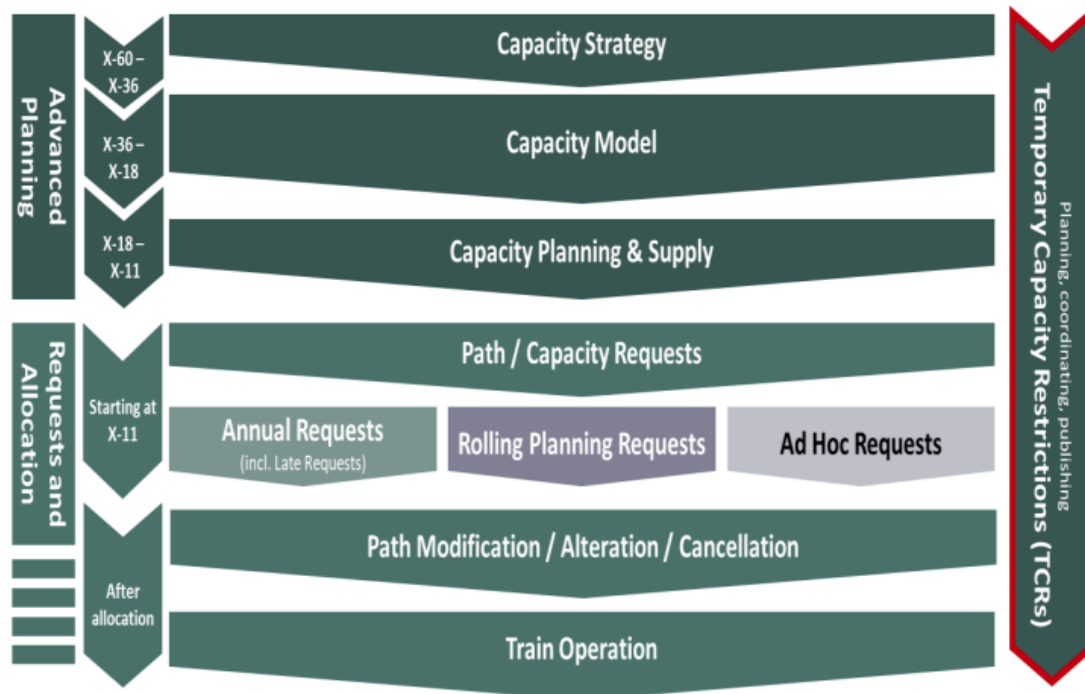 Advanced
Planning
X-60 –
X-36
Capacity Strategy
X-36 –
X-18
Capacity Model
X-18 –
X-11
Capacity Planning & Supply
Requests and
Allocation
Starting at
X-11
Path / Capacity Requests
Annual Requests
(incl. Late Requests)
Rolling Planning Requests
Ad Hoc Requests
After
allocation
Path Modification / Alteration / Cancellation
Train Operation
Temporary Capacity Restrictions (TCRs)
Planning, coordinating, publishing